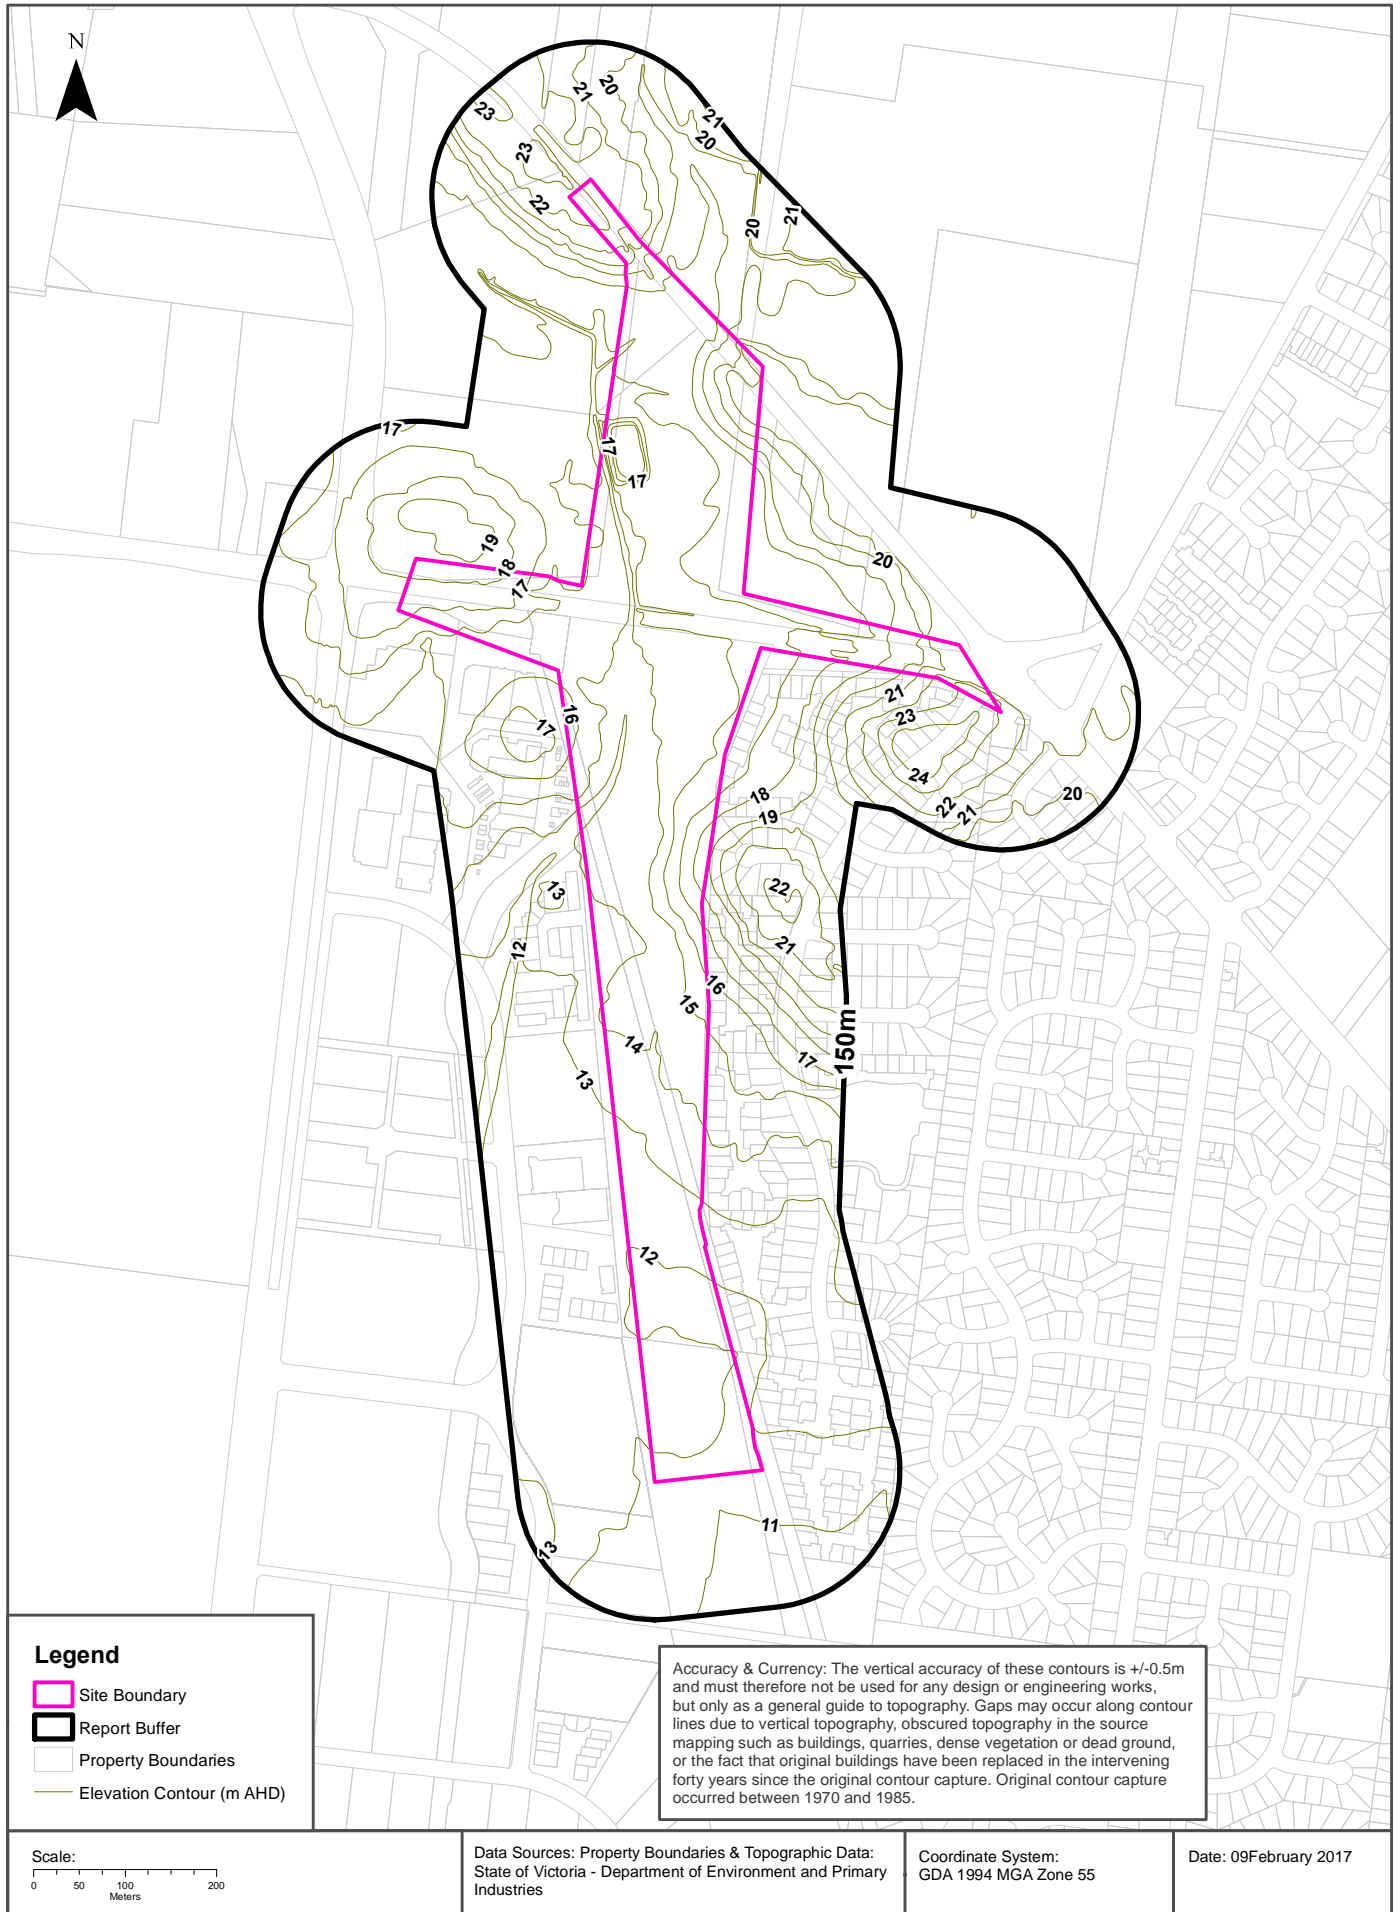 N
23
21
20
21
20
23
22
20
21
17
17
17
19
18
17
20
21
23
24
22
21
20
16
17
18
19
22
21
13
12
16
15
14
13
17
150m
12
11
13
Legend
Site Boundary
Report Buffer
Property Boundaries
Elevation Contour (m AHD)
Accuracy & Currency: The vertical accuracy of these contours is +/-0.5m
and must therefore not be used for any design or engineering works,
but only as a general guide to topography. Gaps may occur along contour
lines due to vertical topography, obscured topography in the source
mapping such as buildings, quarries, dense vegetation or dead ground,
or the fact that original buildings have been replaced in the intervening
forty years since the original contour capture. Original contour capture
occurred between 1970 and 1985.
Scale:
0 50 100 200
Meters
Data Sources: Property Boundaries & Topographic Data:
State of Victoria - Department of Environment and Primary
Industries
Coordinate System:
GDA 1994 MGA Zone 55
Date: 09February 2017